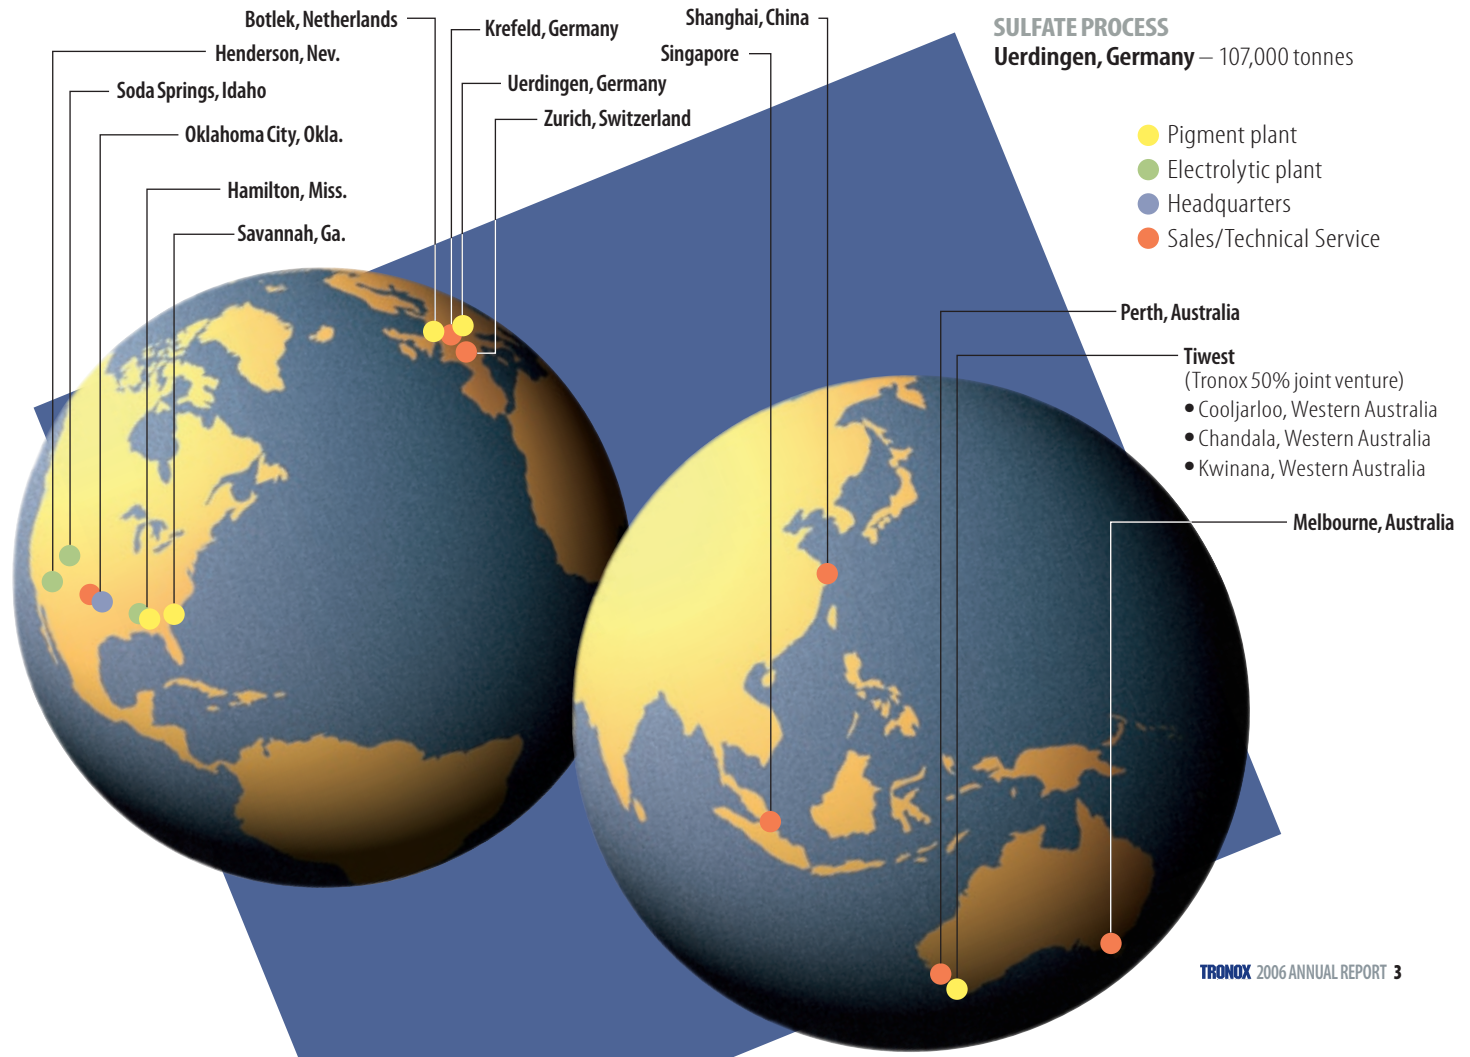 Botlek, Netherlands
Henderson, Nev.
Soda Springs, Idaho
Oklahoma City, Okla.
Hamilton, Miss.
Savannah, Ga.
Krefeld, Germany
Uerdingen, Germany
Zurich, Switzerland
Shanghai, China
Singapore
SULFATE PROCESS
Uerdingen, Germany – 107,000 tonnes
Pigment plant
Electrolytic plant
Headquarters
Sales/Technical Service
Perth, Australia
Tiwest
(Tronox 50% joint venture)
• Cooljarloo, Western Australia
• Chandala, Western Australia
• Kwinana, Western Australia
Melbourne, Australia
TRONOX 2006 ANNUAL REPORT 3